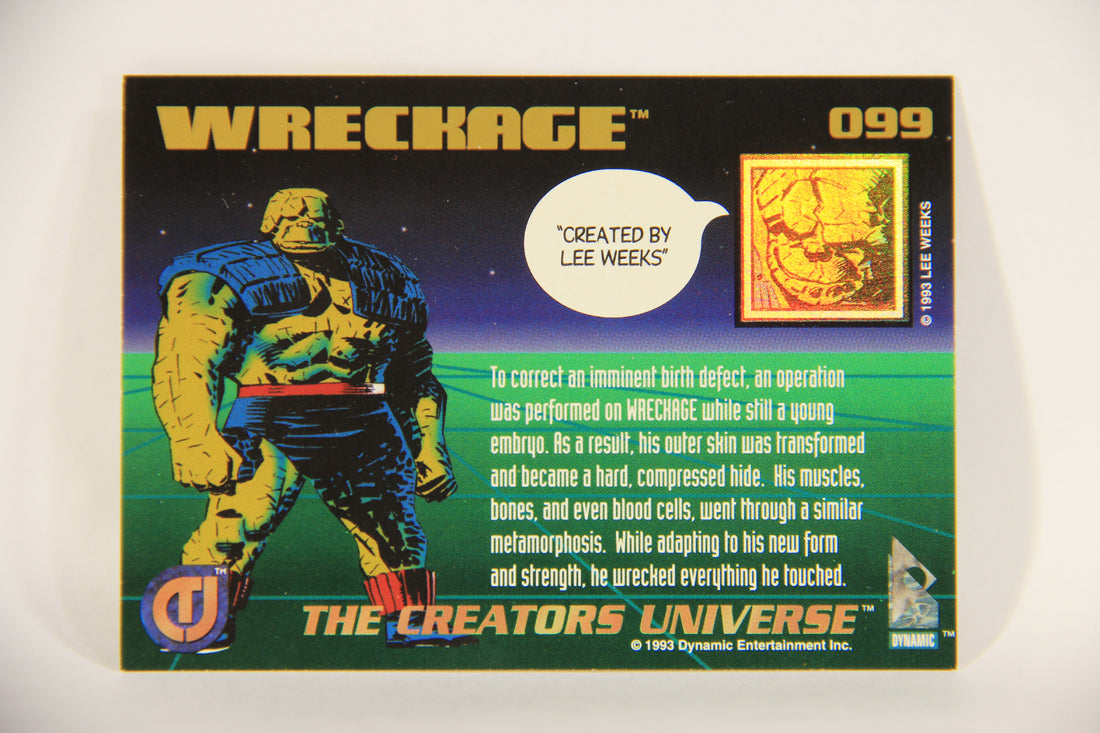 WRECKAGE™
099
"CREATED BY
LEE WEEKS"
© 1993 LEE WEEKS
To correct an imminent birth defect, an operation
was performed on WRECKAGE while still a young
embryo. As a result, his outer skin was transformed
and became a hard, compressed hide. His muscles,
bones, and even blood cells, went through a similar
metamorphosis. While adapting to his new form
and strength, he wrecked everything he touched.
TM
THE CREATORS UNIVERSE™
© 1993 Dynamic Entertainment Inc.
DYNAMIC™